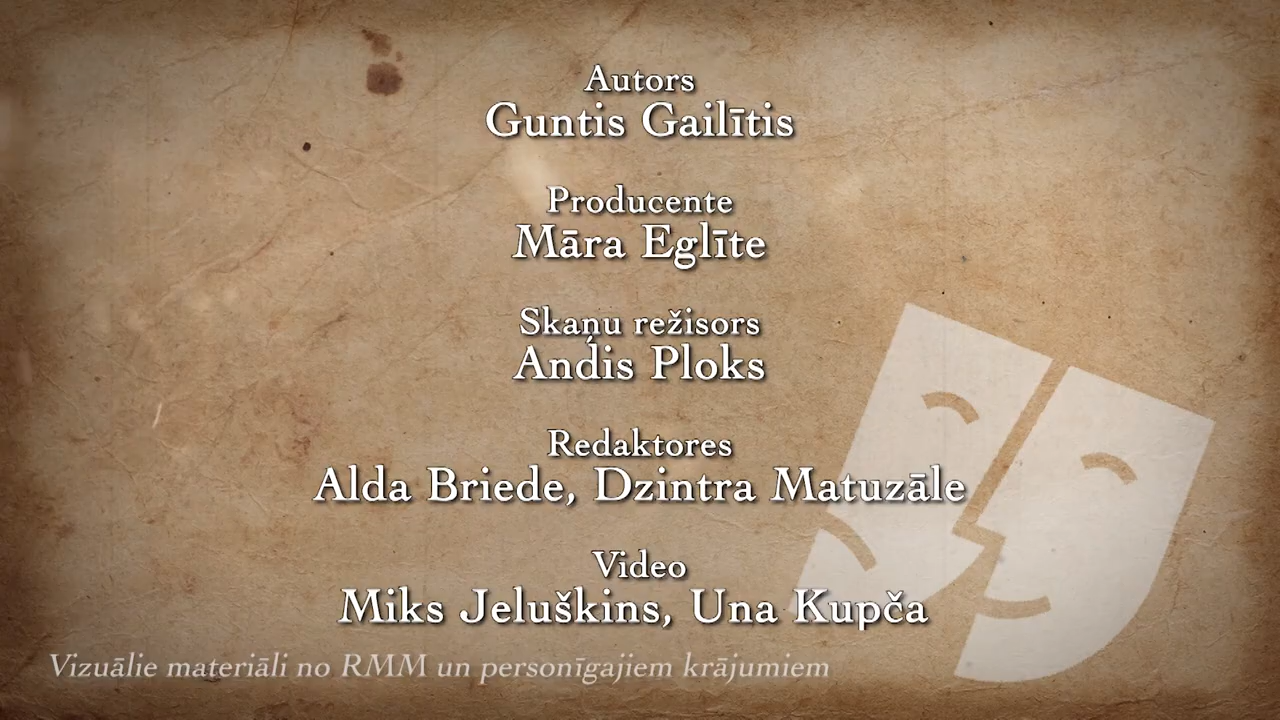 Autors
Guntis Gailītis
Producente
Māra Eglīte
Skaņu režisors
Andis Ploks
Redaktores
Alda Briede, Dzintra Matuzāle
Video
Miks Jeluškins, Una Kupča
Vizuālie materiāli no RMM un personīgajiem krājumiem